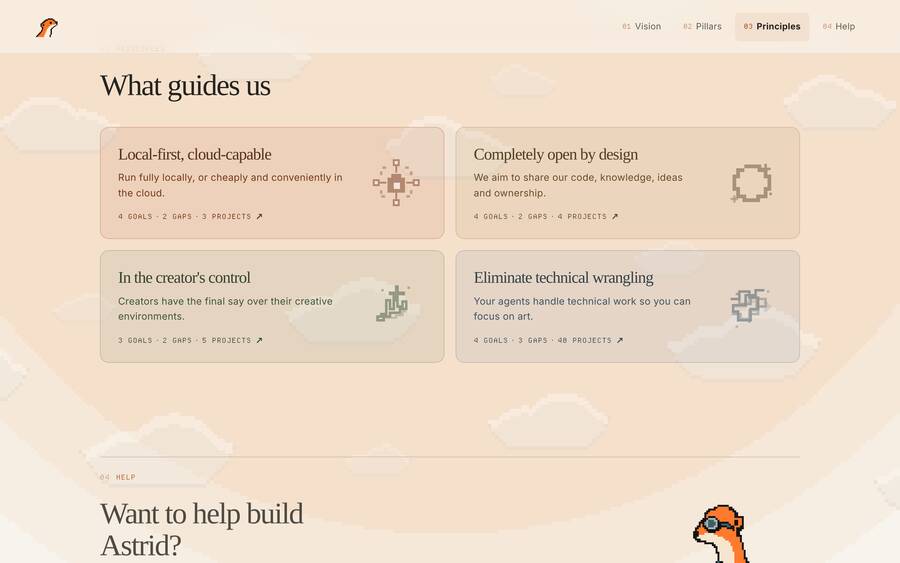 01 Vision
02 Pillars
03 Principles
04 Help
03 PRINCIPLES
What guides us
Local-first, cloud-capable
Run fully locally, or cheaply and conveniently in
the cloud.
4 GOALS · 2 GAPS · 3 PROJECTS ↗
Completely open by design
We aim to share our code, knowledge, ideas
and ownership.
4 GOALS · 2 GAPS · 4 PROJECTS ↗
In the creator's control
Creators have the final say over their creative
environments.
3 GOALS · 2 GAPS · 5 PROJECTS ↗
Eliminate technical wrangling
Your agents handle technical work so you can
focus on art.
4 GOALS · 3 GAPS · 48 PROJECTS ↗
04 HELP
Want to help build
Astrid?